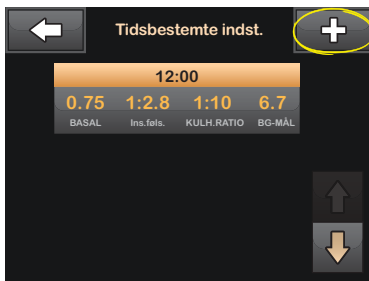 Tidsbestemte indst.
12:00
0.75 1:2.8 1:10 6.7
BASAL Ins.føls. KULH.RATIO BG-MÅL